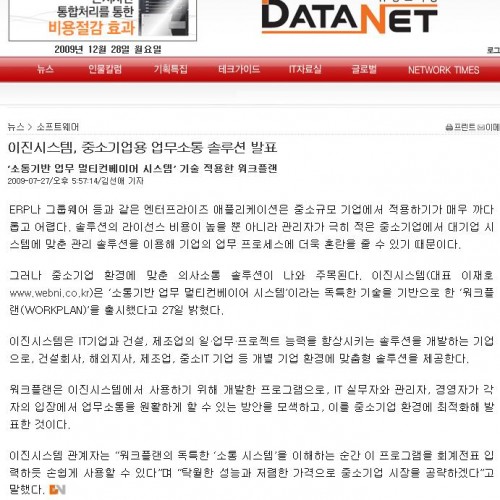 통합처리를 통한
비용절감 효과
DATANET
2009년 12월 28일 월요일
로그
뉴스 인물칼럼 기획특집 테크가이드 IT자료실 글로벌 NETWORK TIMES
뉴스 > 소프트웨어
프린트 이메
이진시스템, 중소기업용 업무소통 솔루션 발표
‘소통기반 업무 멀티컨베이어 시스템’ 기술 적용한 워크플랜
2009-07-27/오후 5:57:14/김선애 기자
ERP나 그룹웨어 등과 같은 엔터프라이즈 애플리케이션은 중소규모 기업에서 적용하기가 매우 까다
롭고 어렵다. 솔루션의 라이선스 비용이 높을 뿐 아니라 관리자가 극히 적은 중소기업에서 대기업 시
스템에 맞춘 관리 솔루션을 이용해 기업의 업무 프로세스에 더욱 혼란을 줄 수 있기 때문이다.
그러나 중소기업 환경에 맞춘 의사소통 솔루션이 나와 주목된다. 이진시스템(대표 이재호
www.webni.co.kr)은 ‘소통기반 업무 멀티컨베이어 시스템’이라는 독특한 기술을 기반으로 한 ‘워크플
랜(WORKPLAN)’을 출시했다고 27일 밝혔다.
이진시스템은 IT기업과 건설, 제조업의 일·업무·프로젝트 능력을 향상시키는 솔루션을 개발하는 기업
으로, 건설회사, 해외지사, 제조업, 중소IT 기업 등 개별 기업 환경에 맞춤형 솔루션을 제공한다.
워크플랜은 이진시스템에서 사용하기 위해 개발한 프로그램으로, IT 실무자와 관리자, 경영자가 각
자의 입장에서 업무소통을 원활하게 할 수 있는 방안을 모색하고, 이를 중소기업 환경에 최적화해 발
표한 것이다.
이진시스템 관계자는 “워크플랜의 독특한 ‘소통 시스템’을 이해하는 순간 이 프로그램을 회계전표 입
력하듯 손쉽게 사용할 수 있다”며 “탁월한 성능과 저렴한 가격으로 중소기업 시장을 공략하겠다”고
말했다.